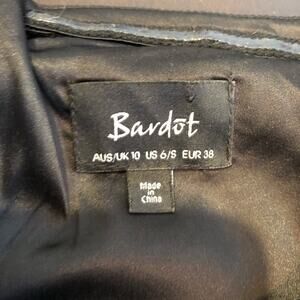 Bardot
AUS/UK 10 US 6/S EUR 38
Made
in
China